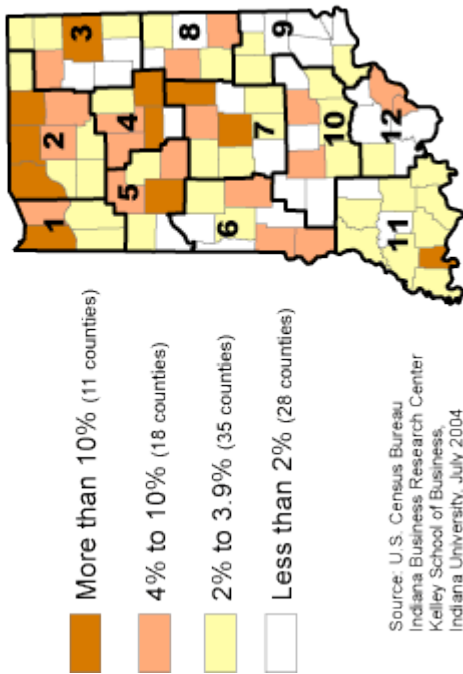 More than 10% (11 counties)
4% to 10% (18 counties)
2% to 3.9% (35 counties)
Less than 2% (28 counties)
Source: U.S. Census Bureau
Indiana Business Research Center
Kelley School of Business,
Indiana University, July 2004
1
2
3
4
5
6
7
8
9
10
11
12